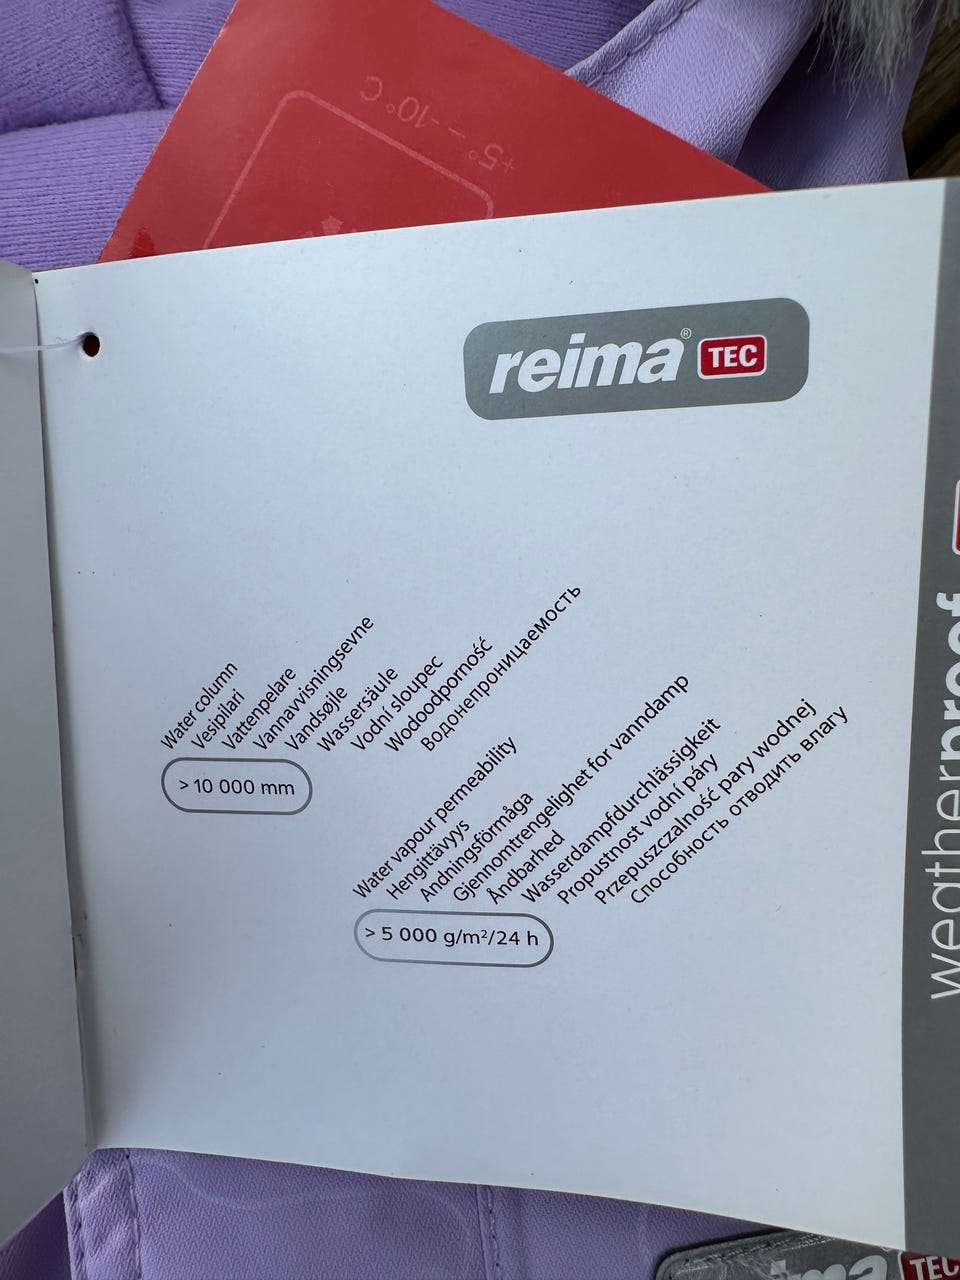 +5° – -10°C
reima® TEC
Water column
Vesipilari
Vattenpelare
Vannavvisningsevne
Vandsøjle
Wassersäule
Vodní sloupec
Wodoodporność
Водонепроницаемость
> 10 000 mm
Water vapour permeability
Hengittävyys
Andningsförmåga
Gjennomtrengelighet for vanndamp
Åndbarhed
Wasserdampfdurchlässigkeit
Propustnost vodní páry
Przepuszczalność pary wodnej
Способность отводить влагу
> 5 000 g/m²/24 h
weatherproof
reima TEC